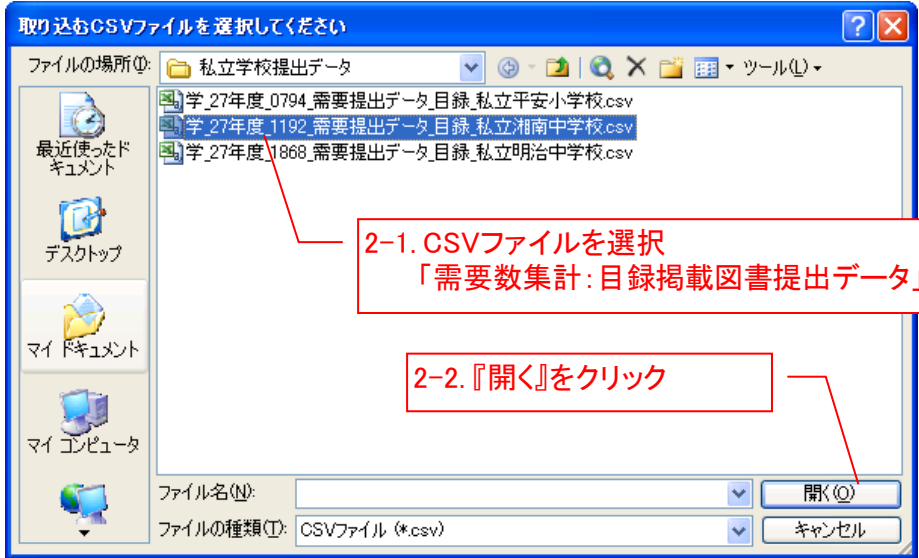 取り込むCSVファイルを選択してください
ファイルの場所(I):
私立学校提出データ
ツール(L)
学_27年度_0794_需要提出データ_目録_私立平安小学校.csv
学_27年度_1192_需要提出データ_目録_私立湘南中学校.csv
学_27年度_1868_需要提出データ_目録_私立明治中学校.csv
最近使ったド
キュメント
デスクトップ
マイ ドキュメント
マイ コンピュータ
2-1. CSVファイルを選択
「需要数集計：目録掲載図書提出データ」
2-2.『開く』をクリック
ファイル名(N):
開く(O)
ファイルの種類(T):
CSVファイル (*.csv)
キャンセル